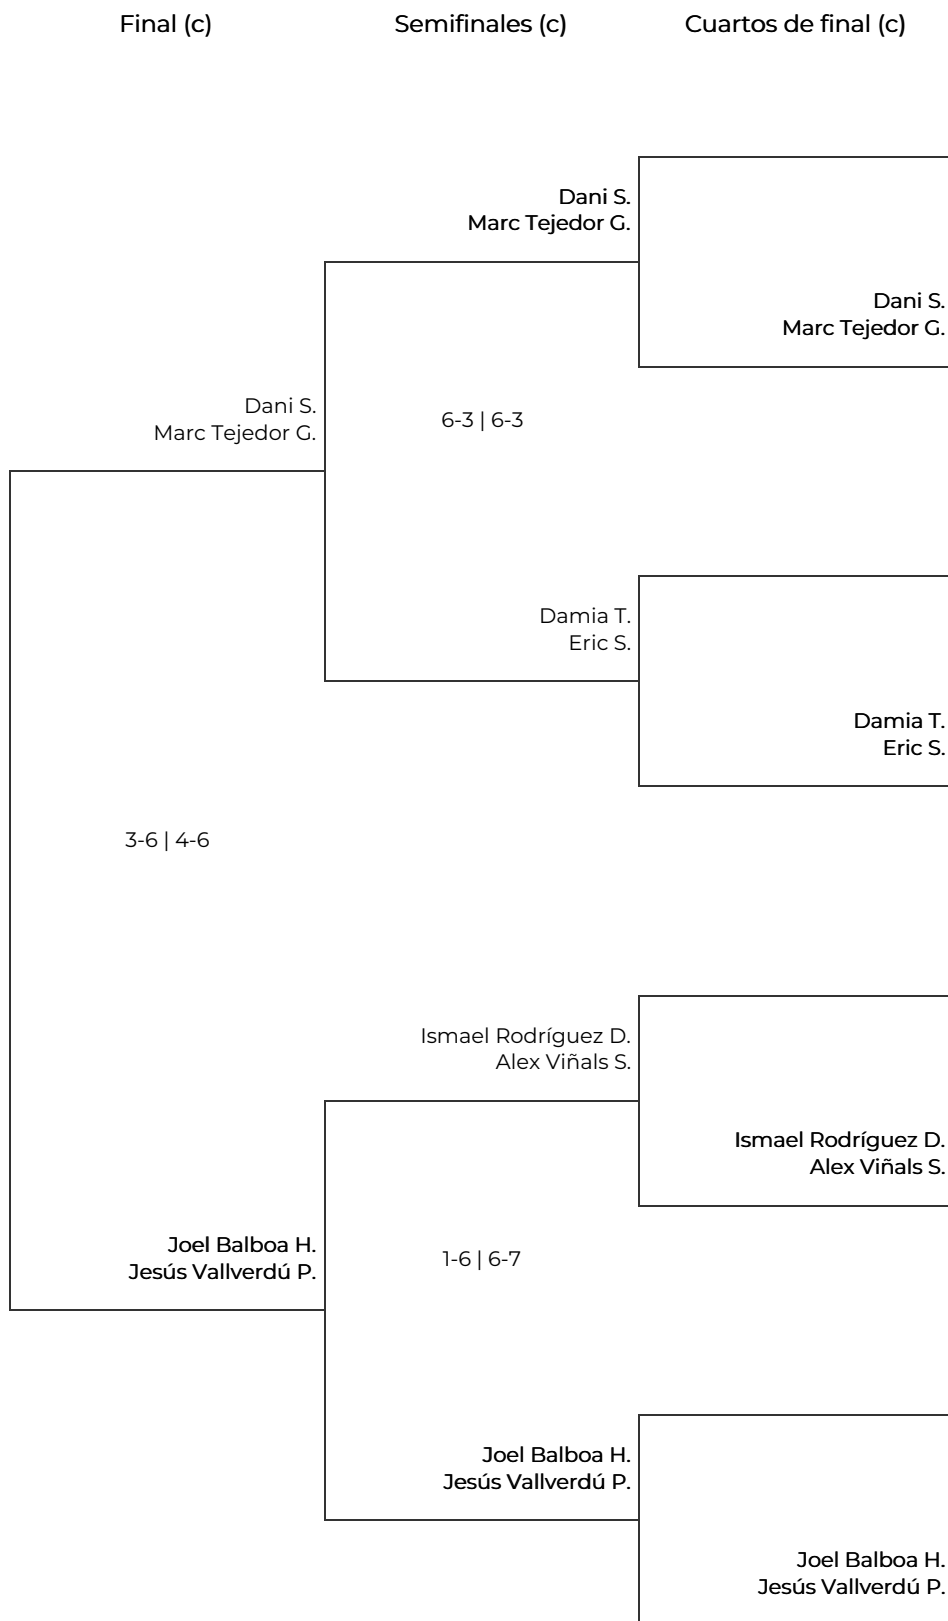 Final (c)
Semifinales (c)
Cuartos de final (c)
Dani S.
Marc Tejedor G.
Dani S.
Marc Tejedor G.
Dani S.
Marc Tejedor G.
6-3 | 6-3
Damia T.
Eric S.
Damia T.
Eric S.
3-6 | 4-6
Ismael Rodríguez D.
Alex Viñals S.
Ismael Rodríguez D.
Alex Viñals S.
Joel Balboa H.
Jesús Vallverdú P.
1-6 | 6-7
Joel Balboa H.
Jesús Vallverdú P.
Joel Balboa H.
Jesús Vallverdú P.